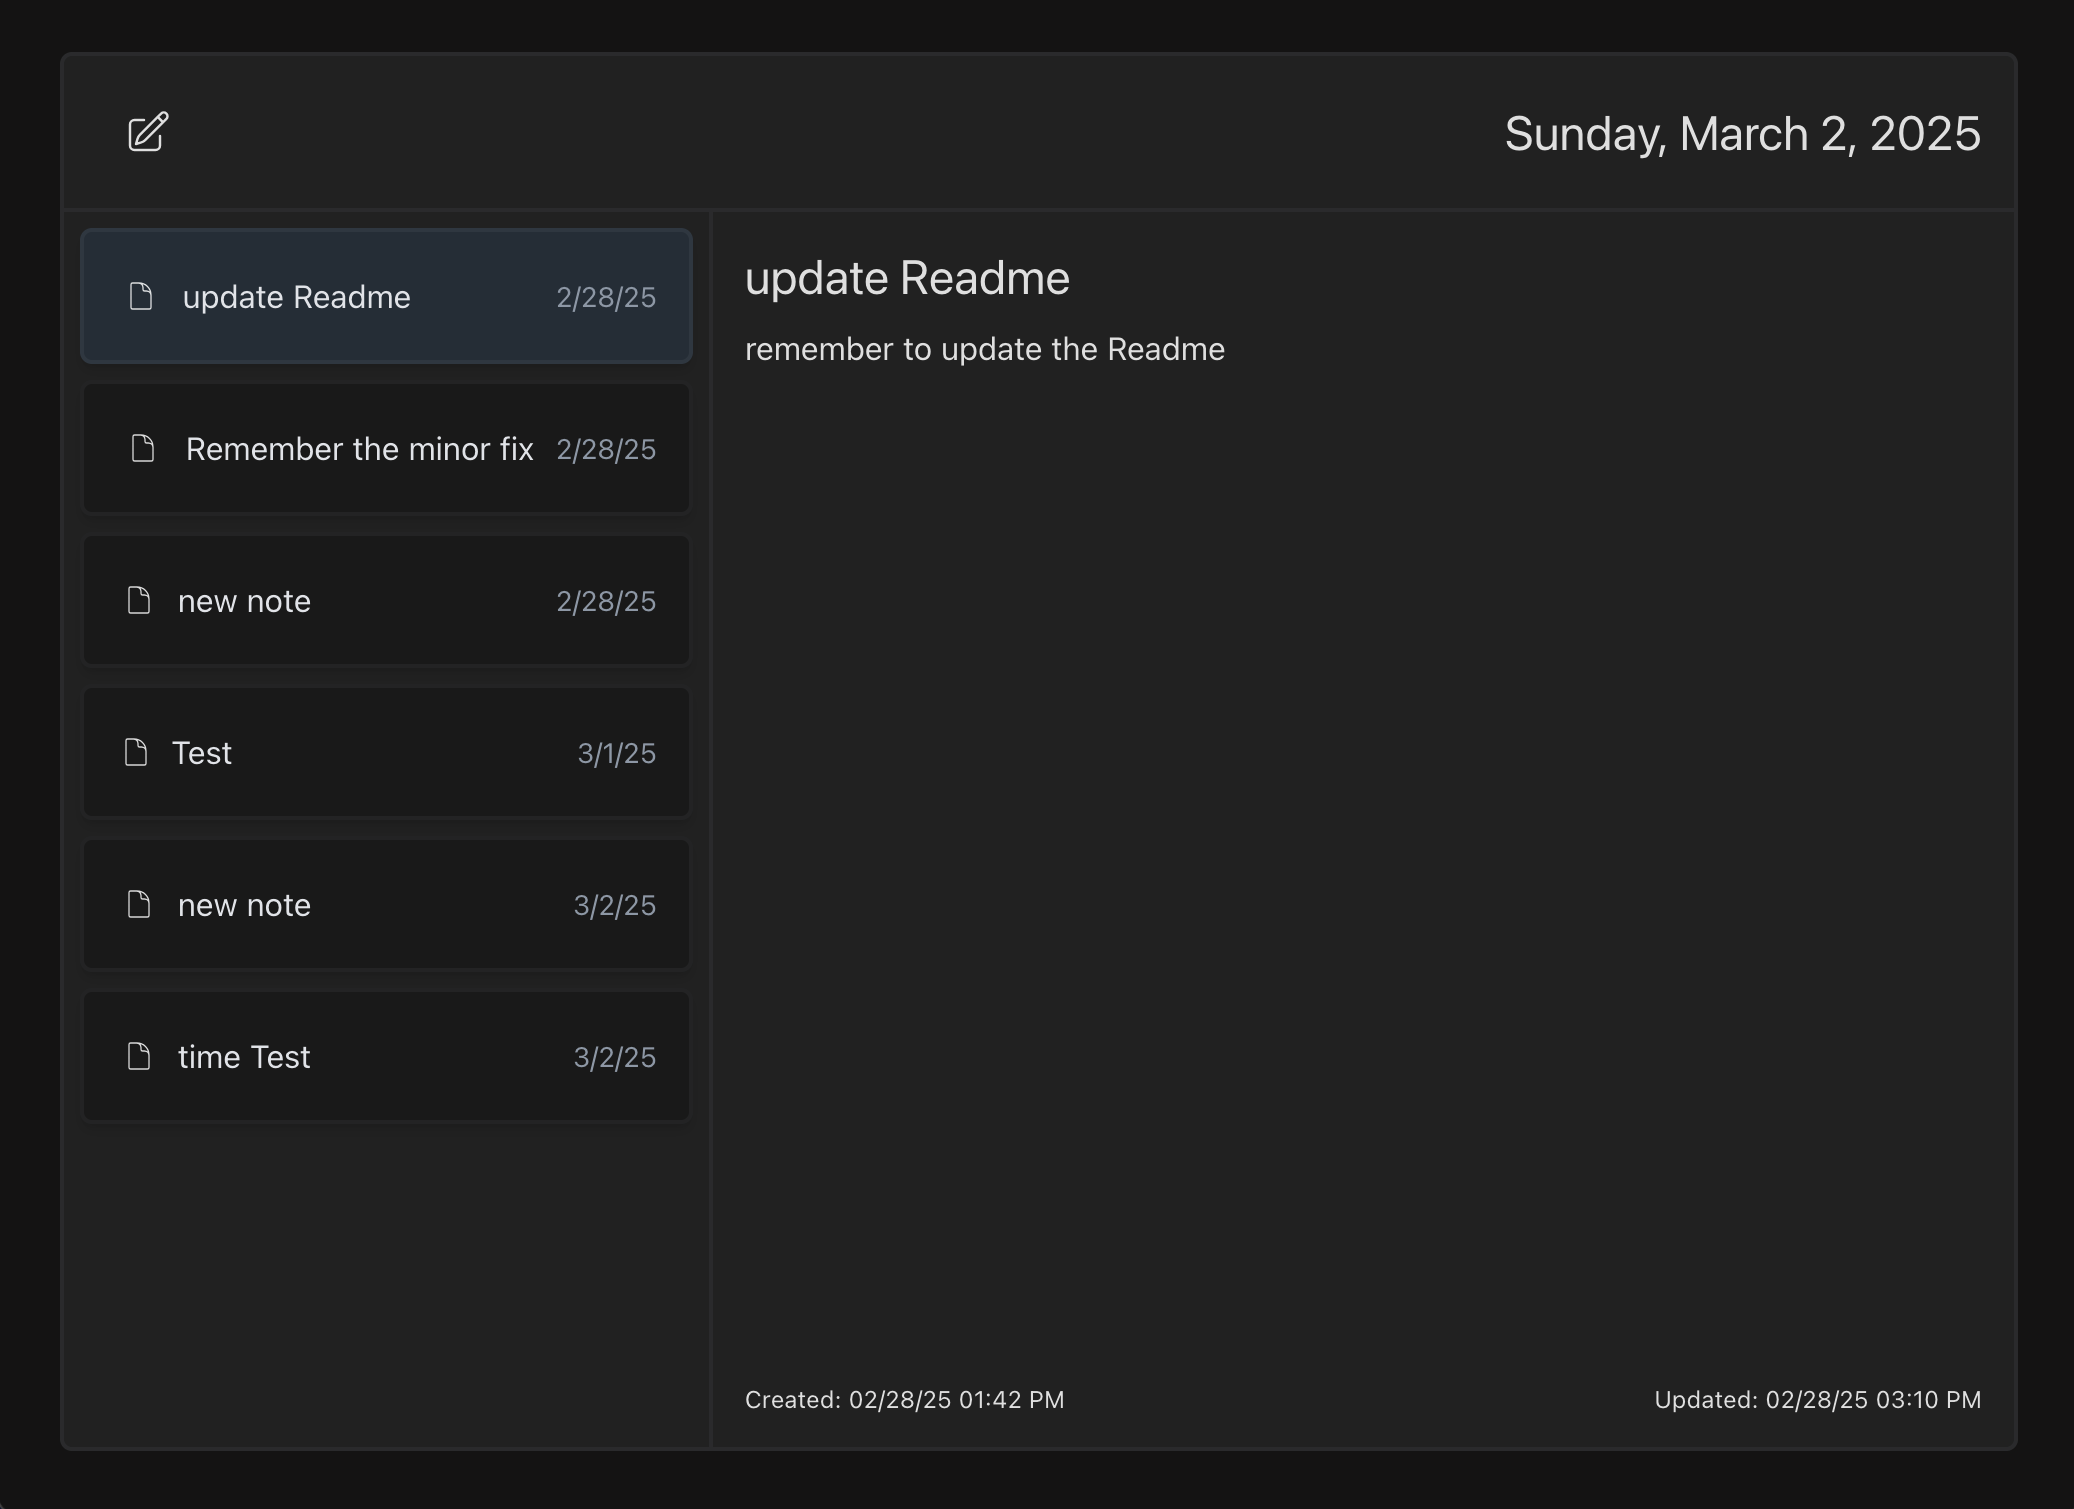 Sunday, March 2, 2025
update Readme 2/28/25
Remember the minor fix 2/28/25
new note 2/28/25
Test 3/1/25
new note 3/2/25
time Test 3/2/25
update Readme
remember to update the Readme
Created: 02/28/25 01:42 PM
Updated: 02/28/25 03:10 PM